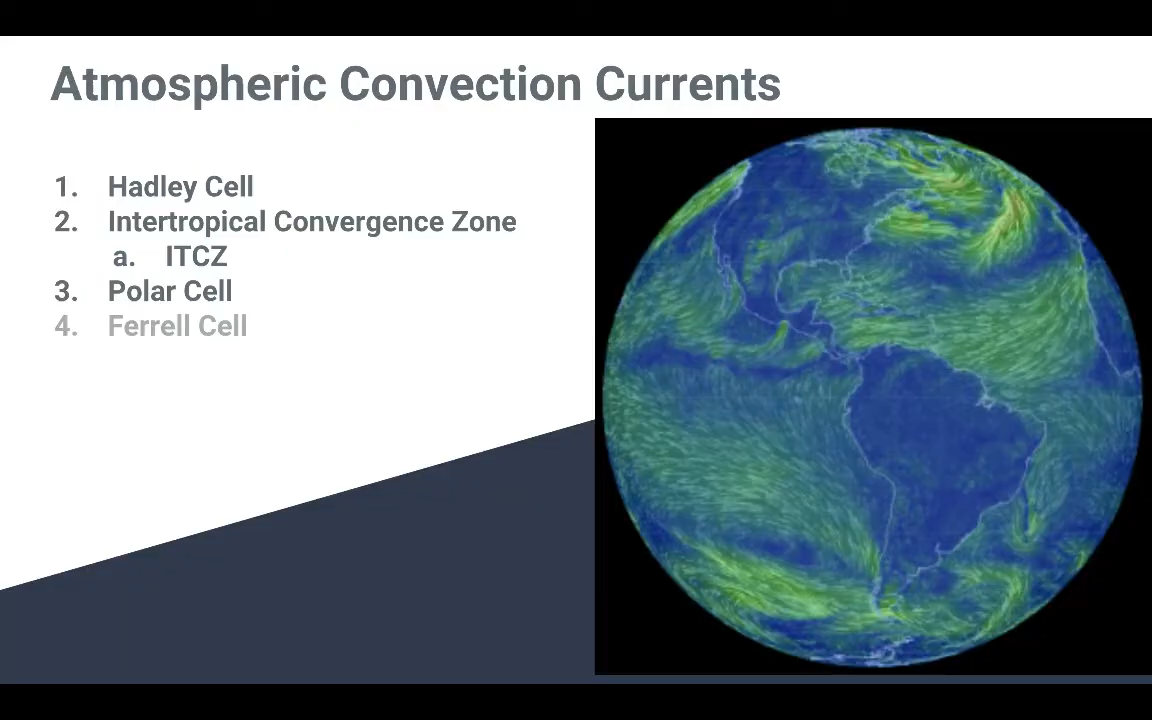 Atmospheric Convection Currents
1. Hadley Cell
2. Intertropical Convergence Zone
a. ITCZ
3. Polar Cell
4. Ferrell Cell